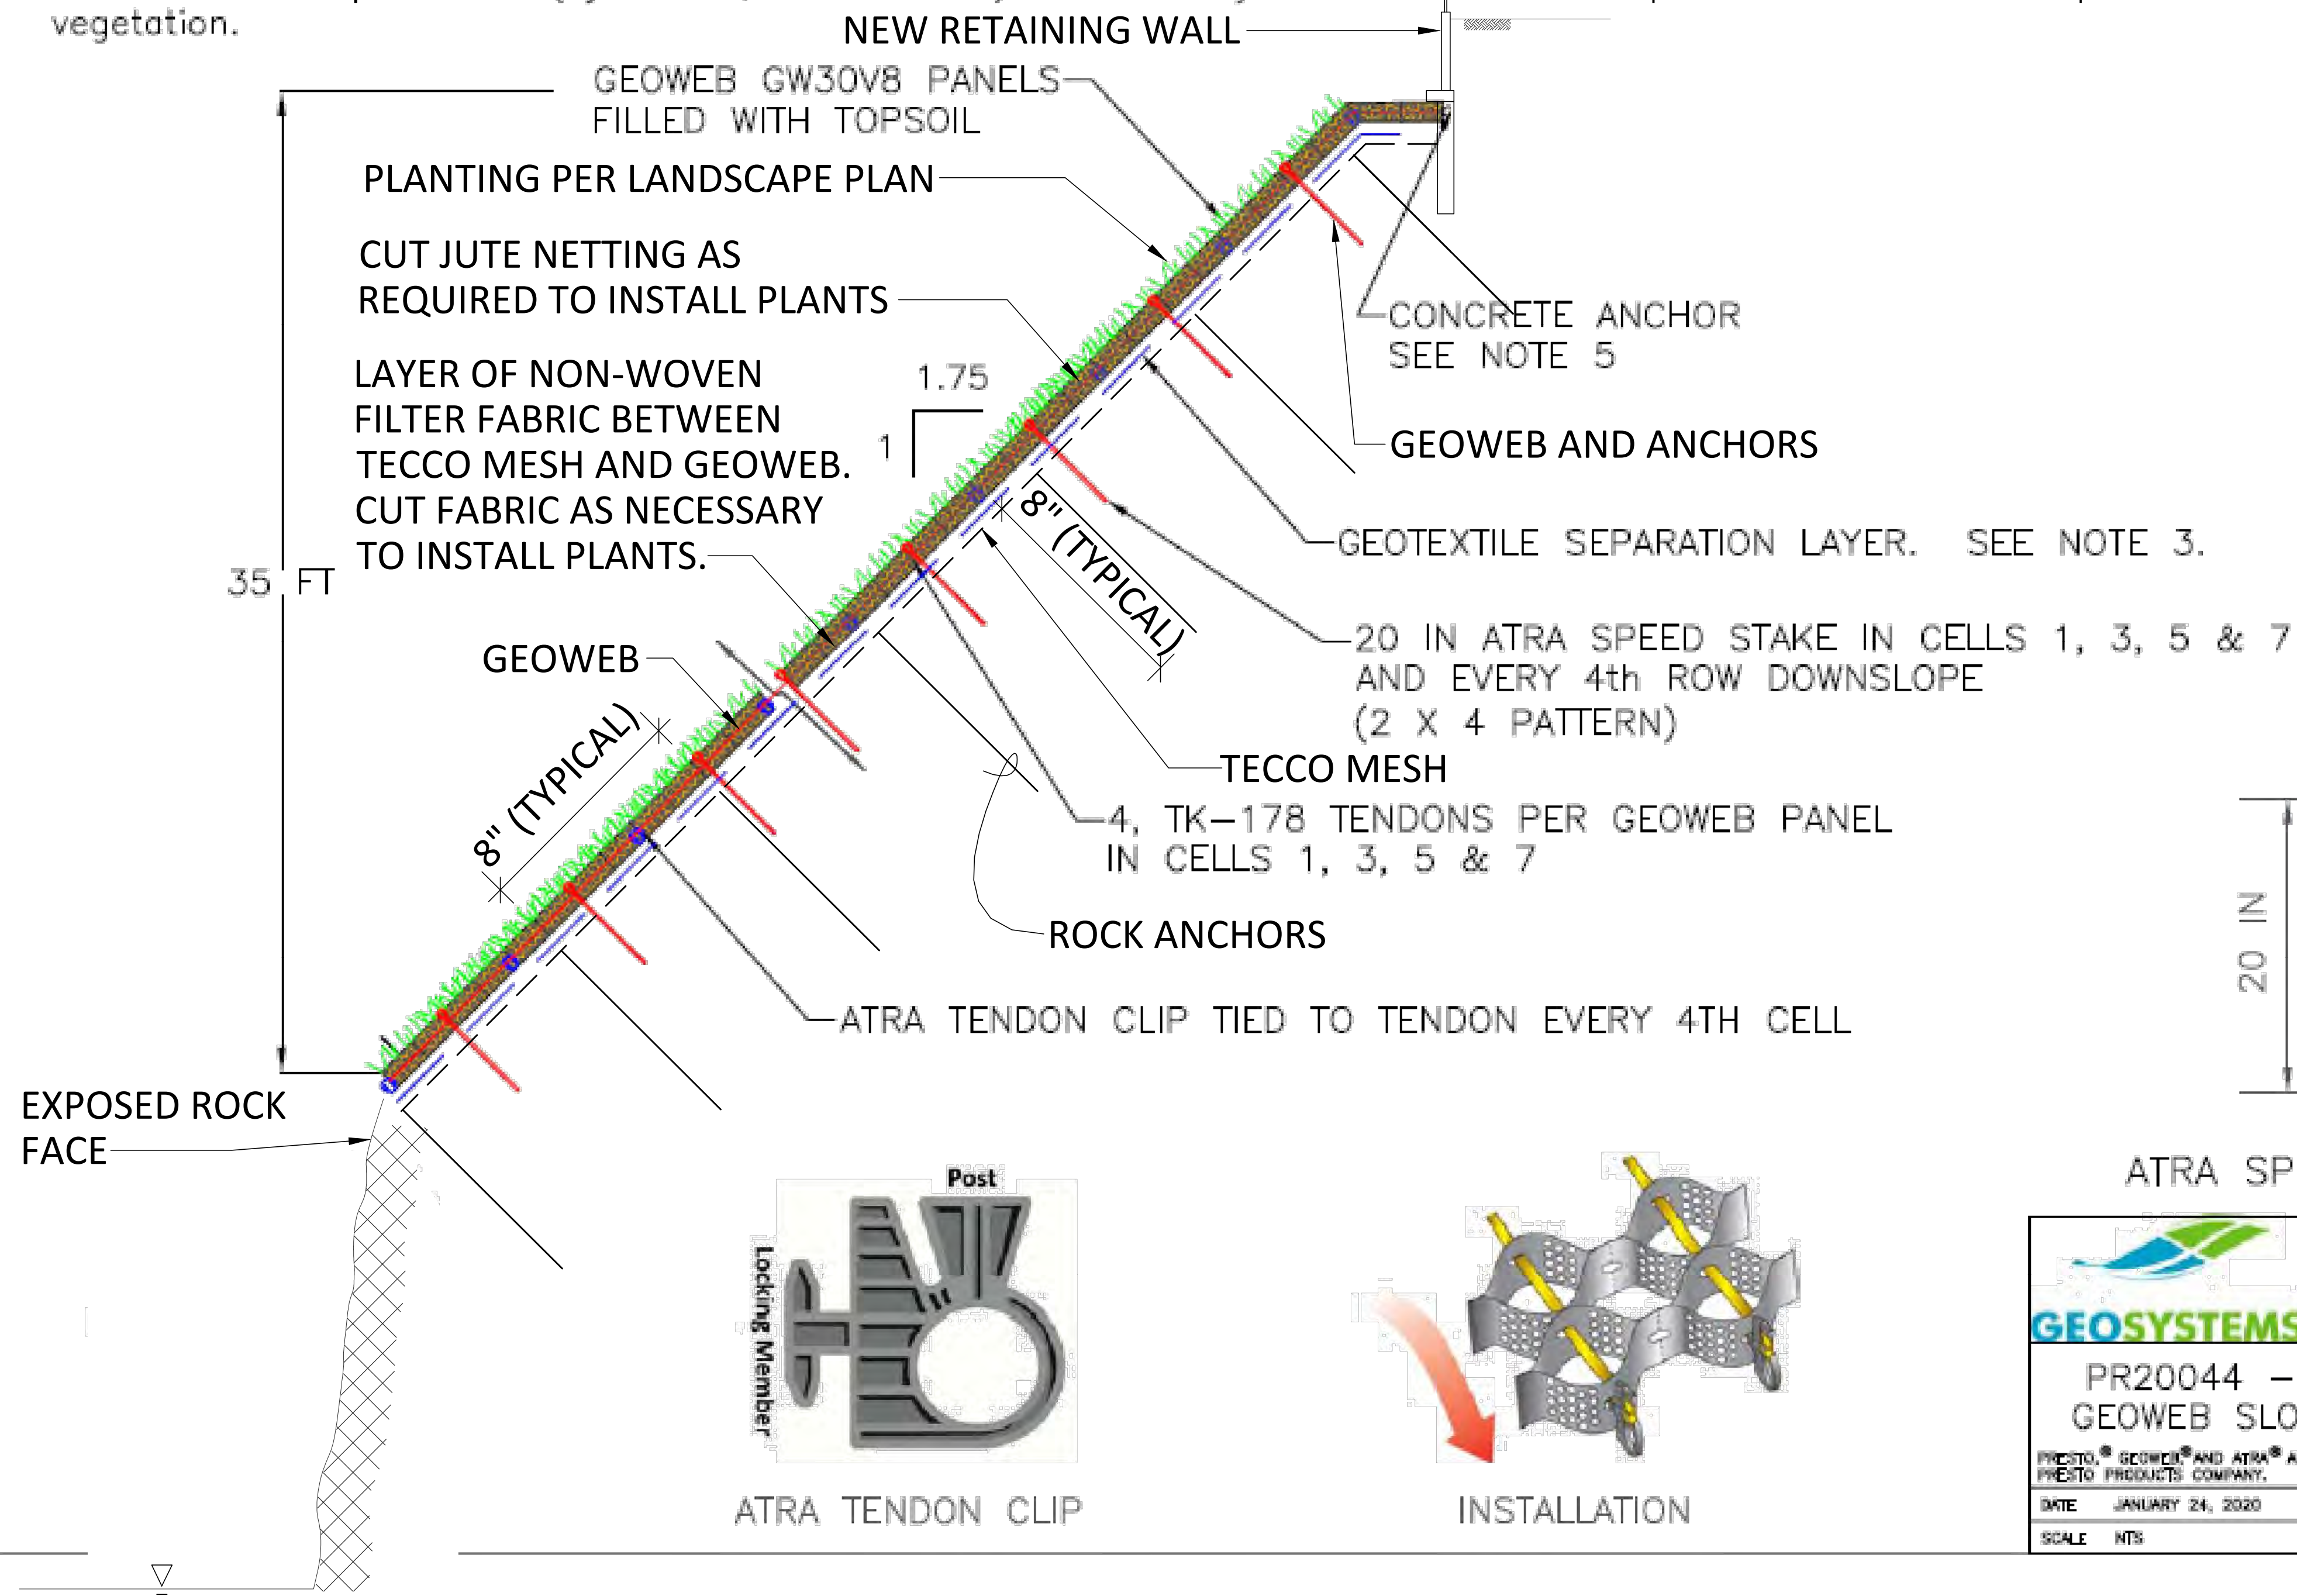 vegetation.
NEW RETAINING WALL
GEOWEB GW30V8 PANELS
FILLED WITH TOPSOIL
PLANTING PER LANDSCAPE PLAN
CUT JUTE NETTING AS
REQUIRED TO INSTALL PLANTS
CONCRETE ANCHOR
SEE NOTE 5
LAYER OF NON-WOVEN
FILTER FABRIC BETWEEN
TECCO MESH AND GEOWEB.
CUT FABRIC AS NECESSARY
TO INSTALL PLANTS.
1.75
1
GEOWEB AND ANCHORS
8" (TYPICAL)
GEOTEXTILE SEPARATION LAYER. SEE NOTE 3.
35 FT
20 IN ATRA SPEED STAKE IN CELLS 1, 3, 5 & 7
AND EVERY 4th ROW DOWNSLOPE
(2 X 4 PATTERN)
GEOWEB
8" (TYPICAL)
TECCO MESH
4, TK-178 TENDONS PER GEOWEB PANEL
IN CELLS 1, 3, 5 & 7
ROCK ANCHORS
20 IN
ATRA TENDON CLIP TIED TO TENDON EVERY 4TH CELL
EXPOSED ROCK
FACE
Post
Locking Member
ATRA TENDON CLIP
INSTALLATION
ATRA SP
GEOSYSTEMS
PR20044 -
GEOWEB SLO
PRESTO,® GEOWEB®AND ATRA® A
PRESTO PRODUCTS COMPANY.
DATE JANUARY 24, 2020
SCALE NTS